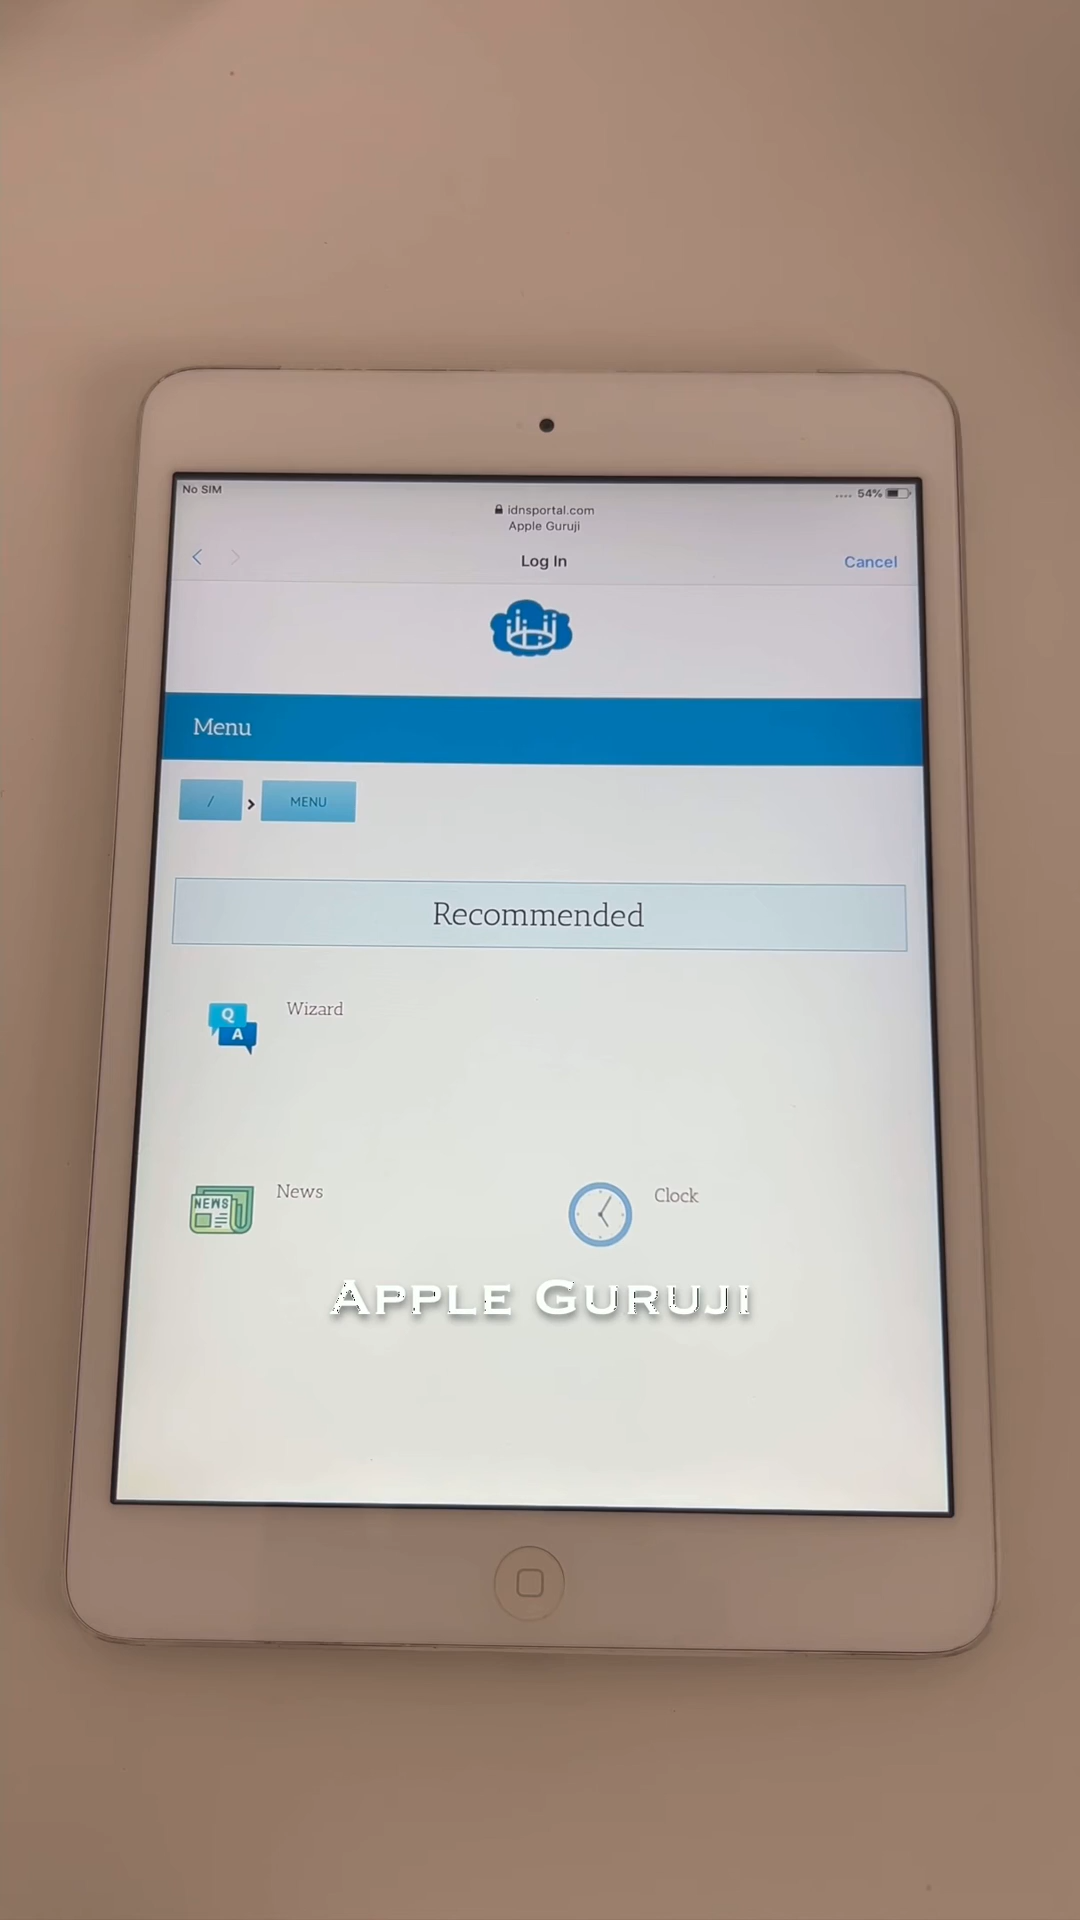 No SIM
54%
idnsportal.com
Apple Guruji
Log In
Cancel
Menu
/
MENU
Recommended
Q
A
Wizard
NEWS
News
Clock
APPLE GURUJI